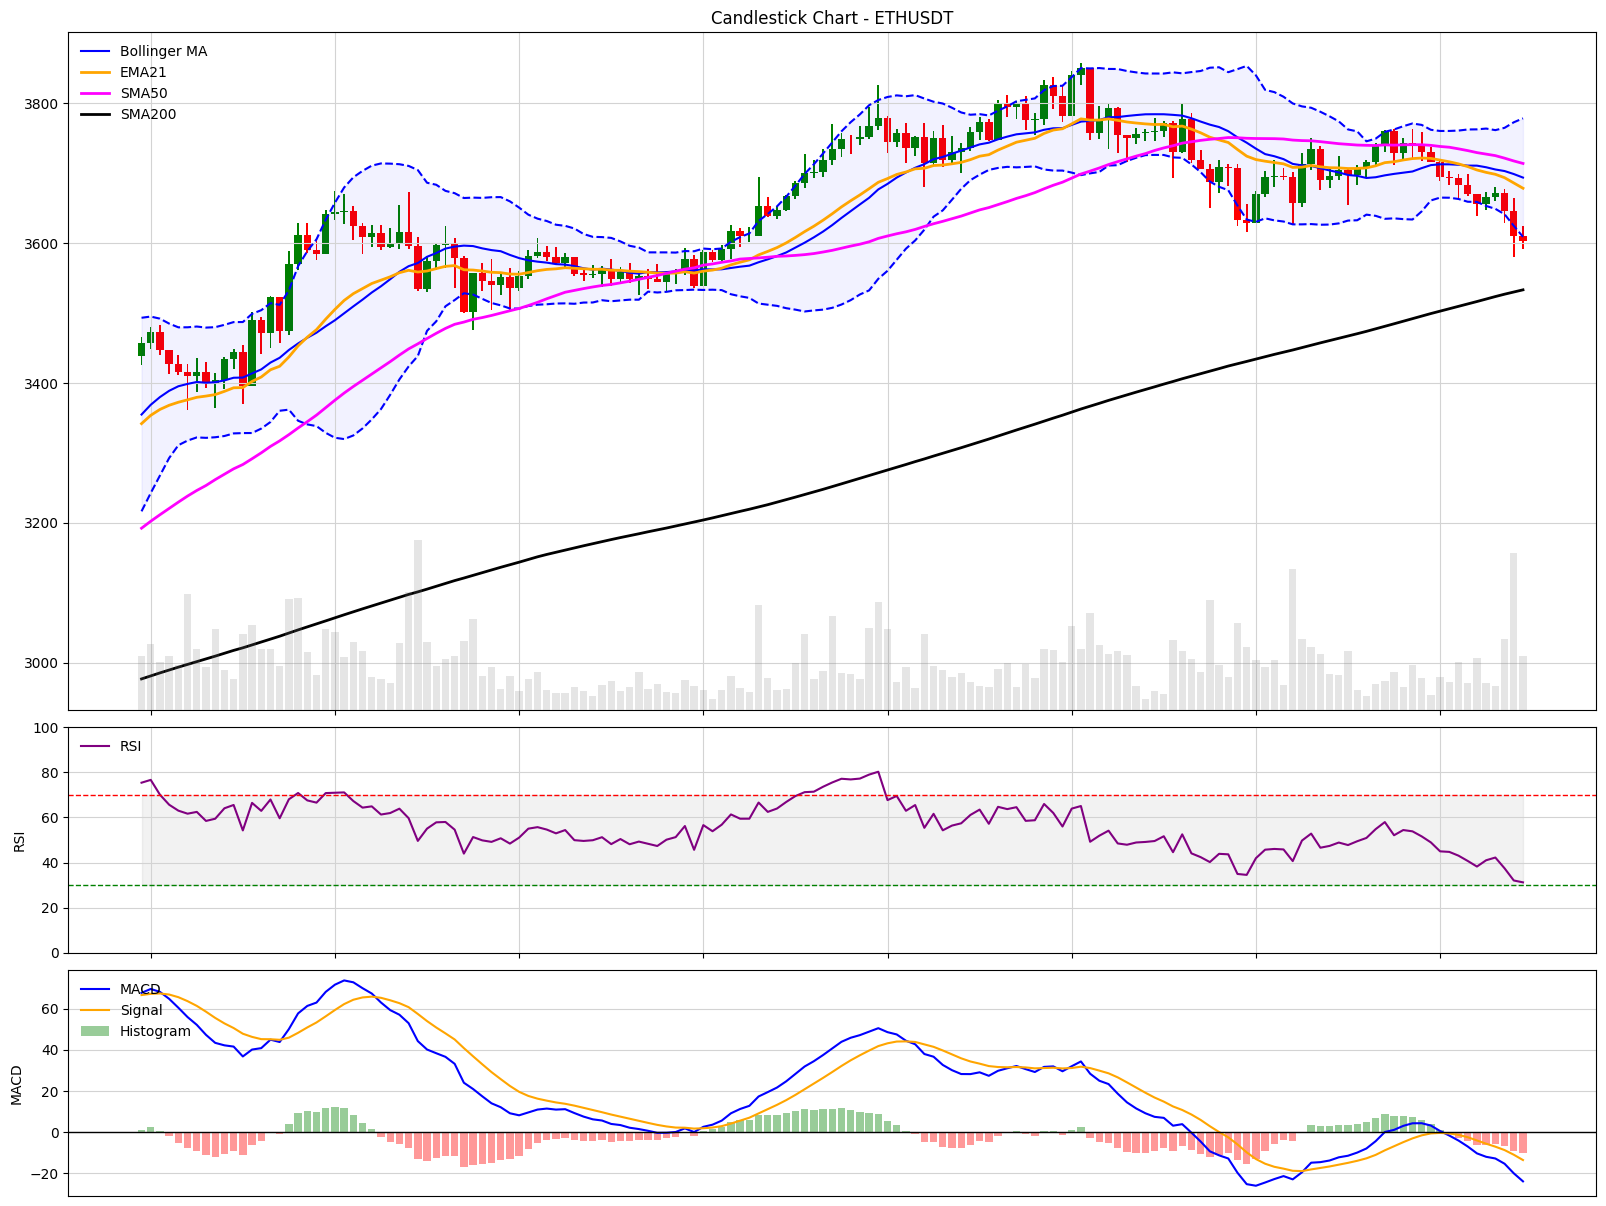 Candlestick Chart - ETHUSDT
Bollinger MA
EMA21
SMA50
SMA200
3800
3600
3400
3200
3000
RSI
100
80
60
40
20
0
RSI
MACD
Signal
Histogram
60
40
20
0
−20
MACD